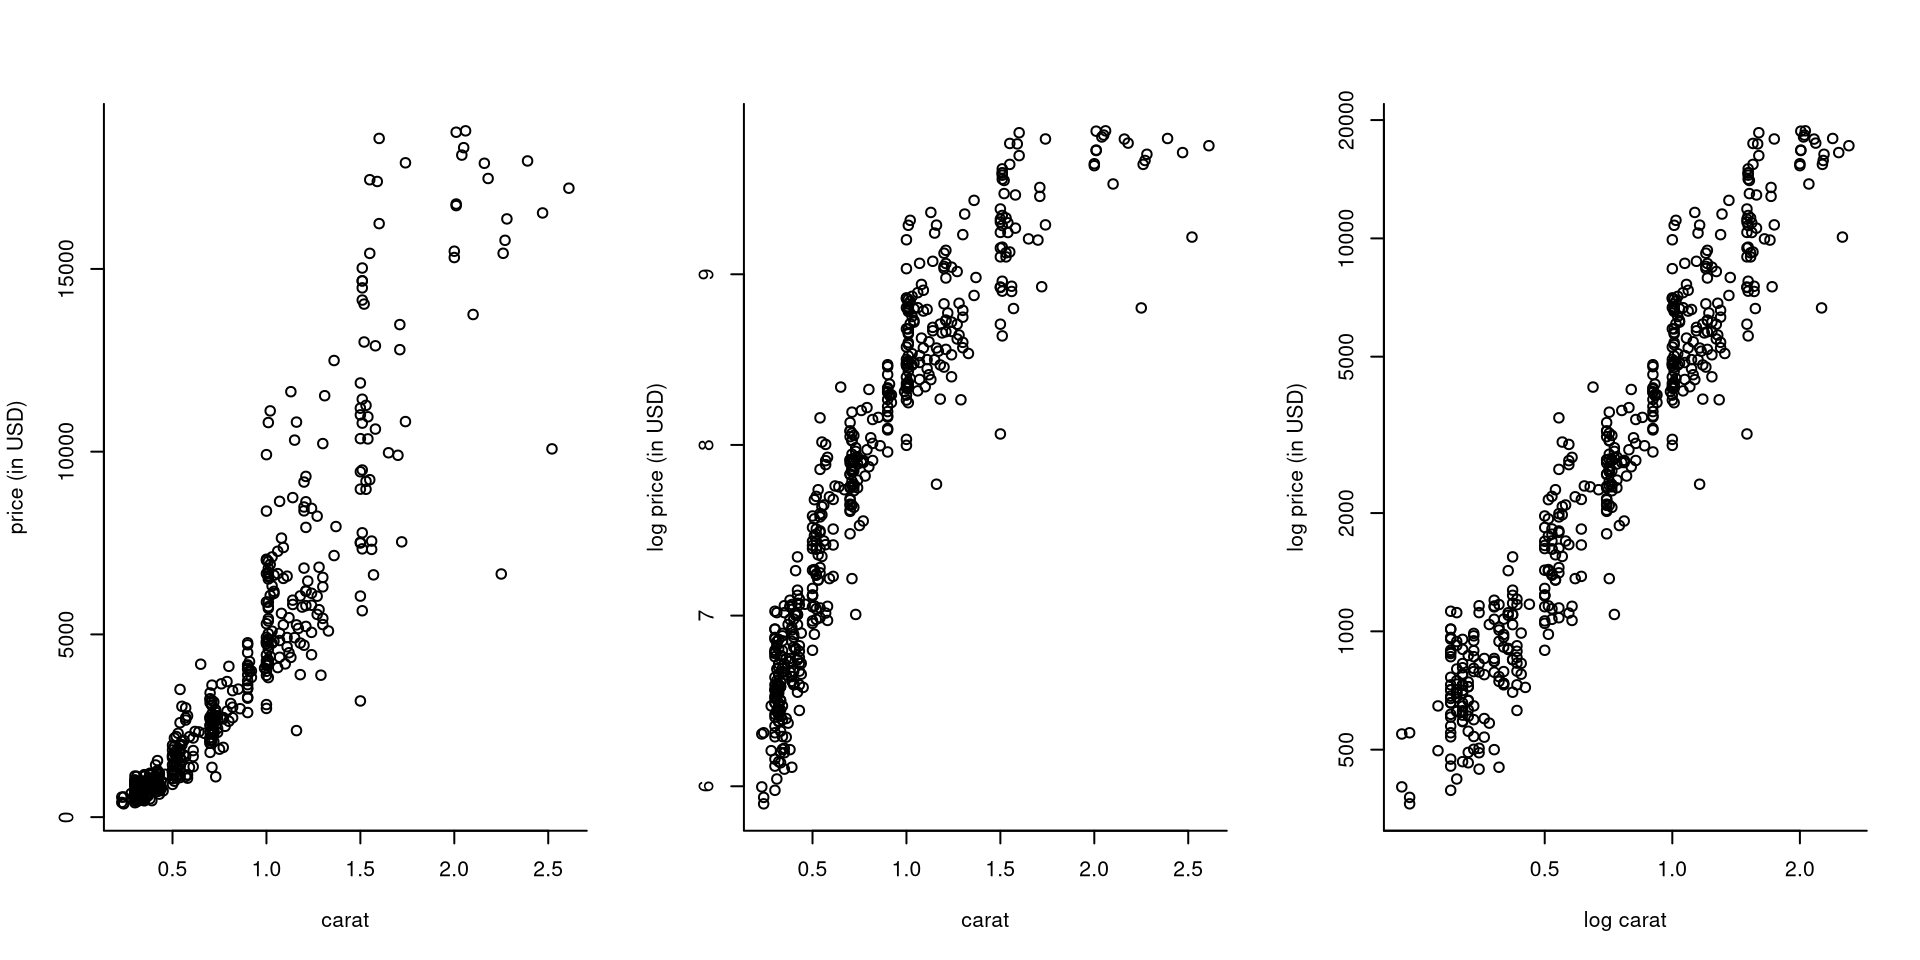 price (in USD)
0
5000
10000
15000
0.5 1.0 1.5 2.0 2.5
carat
log price (in USD)
6
7
8
9
0.5 1.0 1.5 2.0 2.5
carat
log price (in USD)
500
1000
2000
5000
10000
20000
0.5 1.0 2.0
log carat